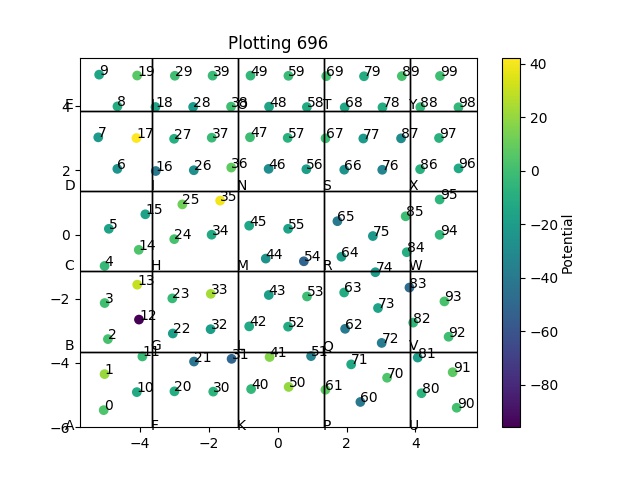 Plotting 696
9 19 29 39 49 59 69 79 89 99
8 18 28 38 48 58 68 78 88 98
E J O T Y
7 17 27 37 47 57 67 77 87 97
6 16 26 36 46 56 66 76 86 96
D N S X
5 15 25 35 45 55 65 75 85 95
4 14 24 34 44 54 64 74 84 94
C H M R W
3 13 23 33 43 53 63 73 83 93
2 12 22 32 42 52 62 72 82 92
B G L Q V
1 11 21 31 41 51 61 71 81 91
0 10 20 30 40 50 60 70 80 90
A F K P U
4
2
0
−2
−4
−6
−4 −2 0 2 4
40
20
0
−20
−40
−60
−80
Potential